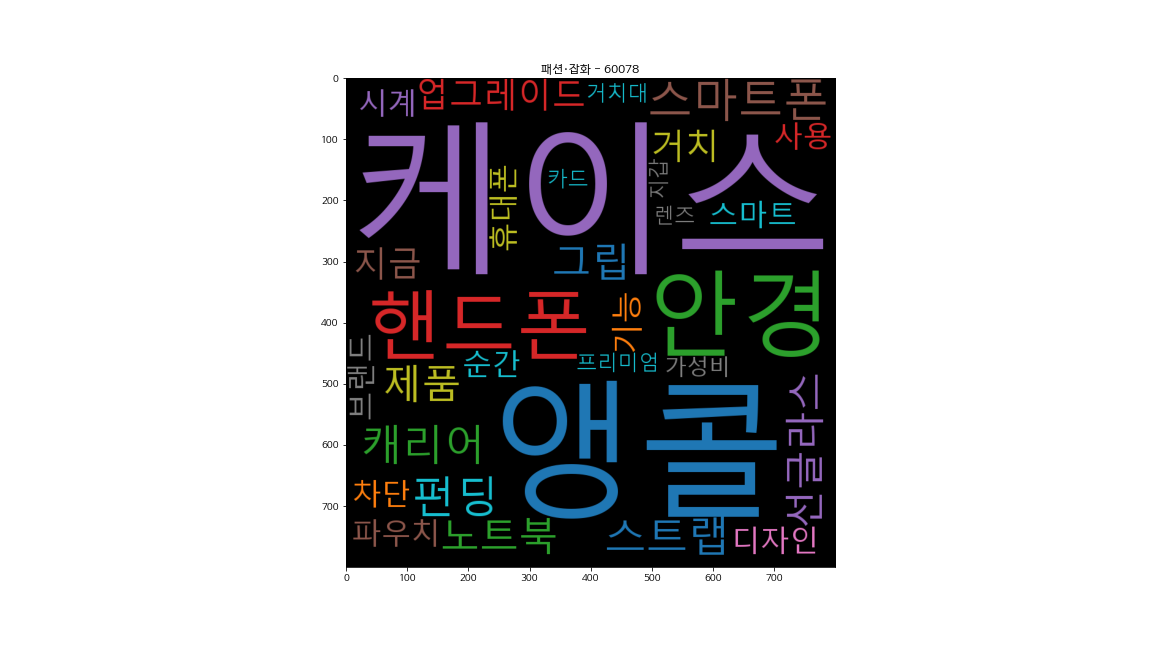 패션·잡화 - 60078
시계 업그레이드 거치대 스마트폰
거치 사용
케이스
휴대폰 카드 지갑 렌즈 스마트
지금 그립
핸드폰 기능 안경
브랜드 제품 순간 프리미엄 가성비
앵콜 선글라스
캐리어
차단 펀딩
파우치 노트북 스트랩 디자인
0
100
200
300
400
500
600
700
0 100 200 300 400 500 600 700